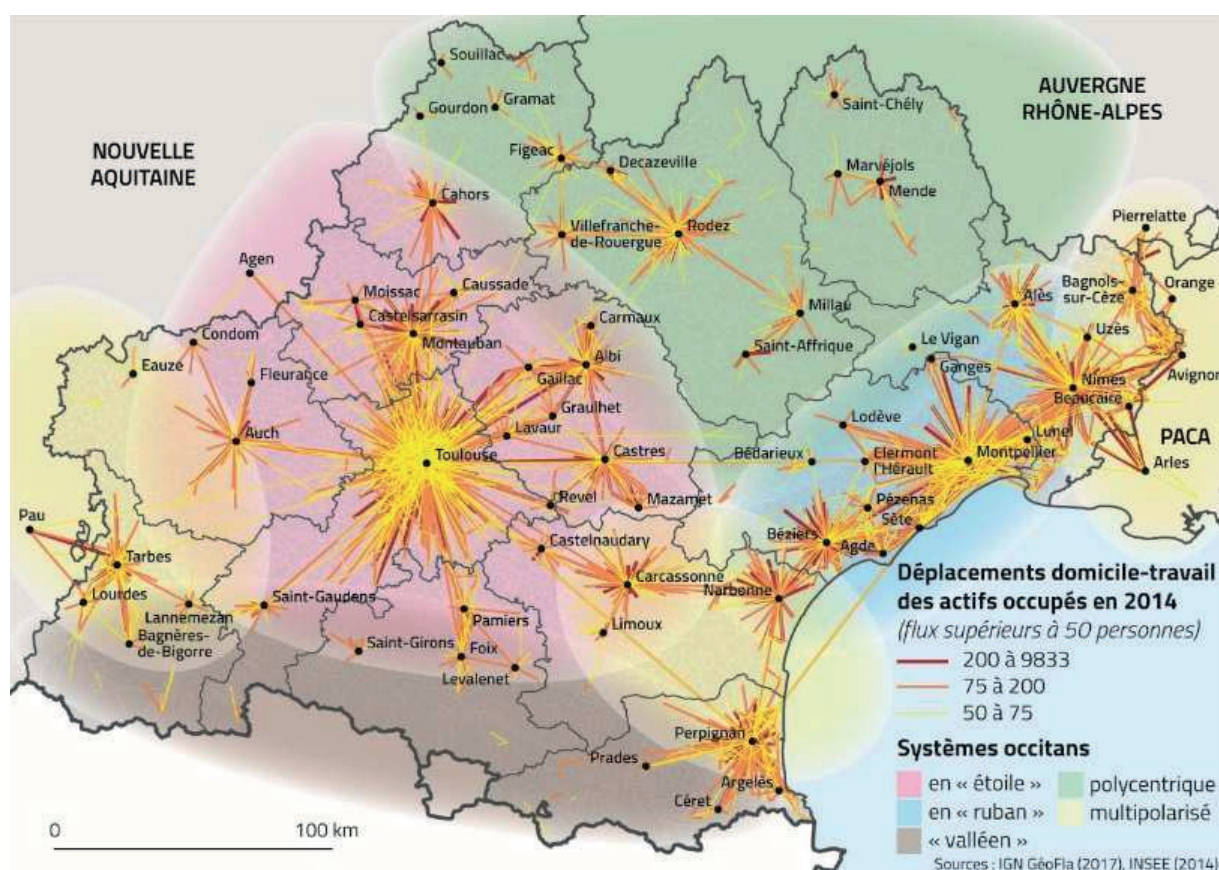 Souillac
Gourdon
Gramat
AUVERGNE
RHÔNE-ALPES
Saint-Chély
NOUVELLE
AQUITAINE
Figeac
Decazeville
Marvéjols
Mende
Cahors
Villefranche-
de-Rouergue
Rodez
Pierrelatte
Agen
Moissac
Caussade
Castelsarrasin
Montauban
Carmaux
Millau
Alès
Bagnols-
sur-Cèze
Orange
Condom
Eauze
Fleurance
Albi
Gaillac
Saint-Affrique
Le Vigan
Ganges
Uzès
Avignon
Nîmes
Beaucaire
Graulhet
Lavaur
Auch
Toulouse
Castres
Lodève
Bédarieux
Clermont
l'Hérault
Lunel
Montpellier
PACA
Arles
Revel
Mazamet
Pézenas
Sète
Pau
Tarbes
Castelnaudary
Béziers
Agde
Carcassonne
Narbonne
Lourdes
Lannemezan
Bagnères-
de-Bigorre
Saint-Gaudens
Pamiers
Limoux
Saint-Girons
Foix
Levalenet
Perpignan
Prades
Argelès
Céret
0 100 km
Déplacements domicile-travail
des actifs occupés en 2014
(flux supérieurs à 50 personnes)
200 à 9833
75 à 200
50 à 75
Systèmes occitans
en « étoile » polycentrique
en « ruban » multipolarisé
« valléen »
Sources : IGN GéoFla (2017), INSEE (2014)